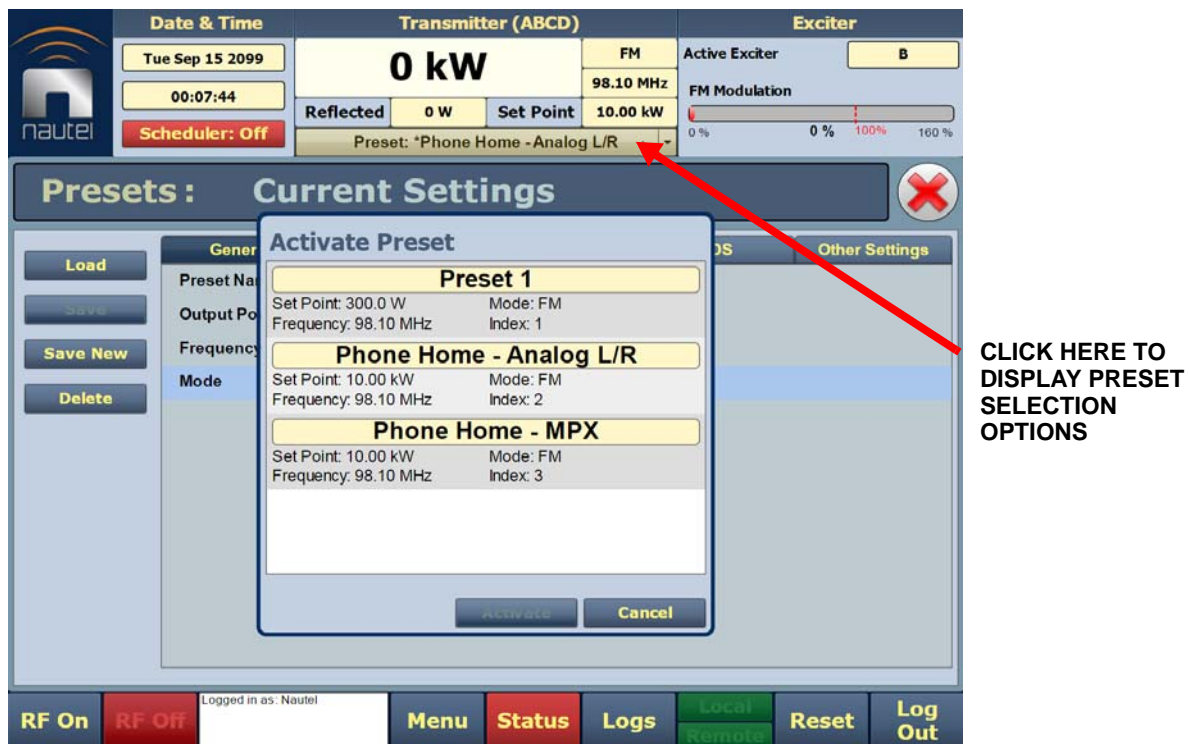 Date & Time
Transmitter (ABCD)
Exciter
nautel
Tue Sep 15 2099
00:07:44
Scheduler: Off
0 kW
FM
98.10 MHz
Reflected
0 W
Set Point
10.00 kW
Preset: *Phone Home - Analog L/R
Active Exciter
B
FM Modulation
0 %
0 %
100%
160 %
Presets: Current Settings
Load
Save
Save New
Delete
Gener
DS
Other Settings
Preset Na
Output Po
Frequency
Mode
Activate Preset
Preset 1
Set Point: 300.0 W Mode: FM
Frequency: 98.10 MHz Index: 1
Phone Home - Analog L/R
Set Point: 10.00 kW Mode: FM
Frequency: 98.10 MHz Index: 2
Phone Home - MPX
Set Point: 10.00 kW Mode: FM
Frequency: 98.10 MHz Index: 3
Activate
Cancel
CLICK HERE TO
DISPLAY PRESET
SELECTION
OPTIONS
RF On
RF Off
Logged in as: Nautel
Menu
Status
Logs
Local
Remote
Reset
Log
Out